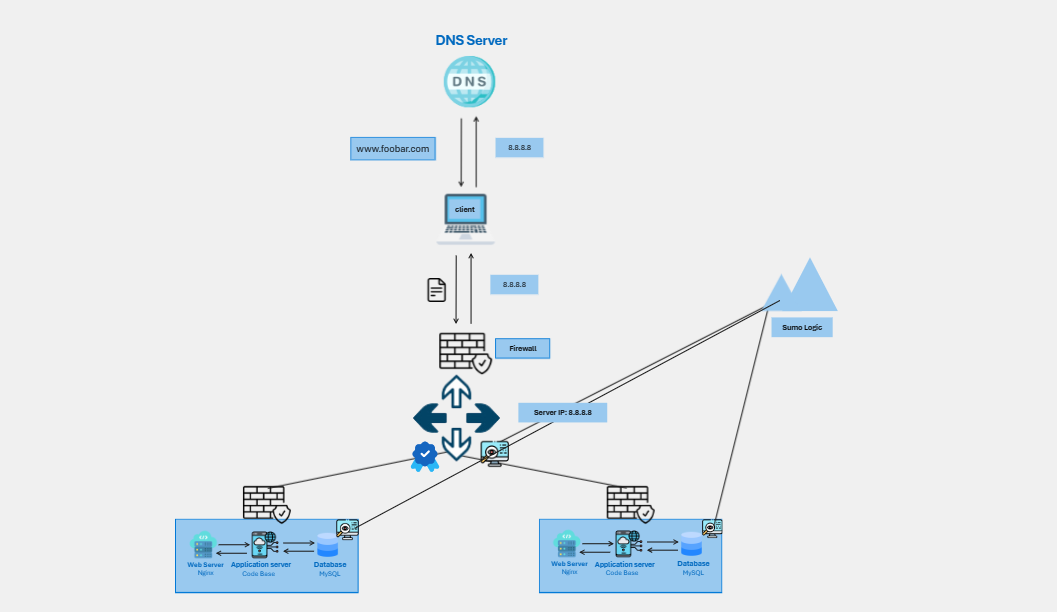 DNS Server
DNS
www.foobar.com
8.8.8.8
client
8.8.8.8
Sumo Logic
Firewall
Server IP: 8.8.8.8
Web Server
Nginx
Application server
Code Base
Database
MySQL
Web Server
Nginx
Application server
Code Base
Database
MySQL